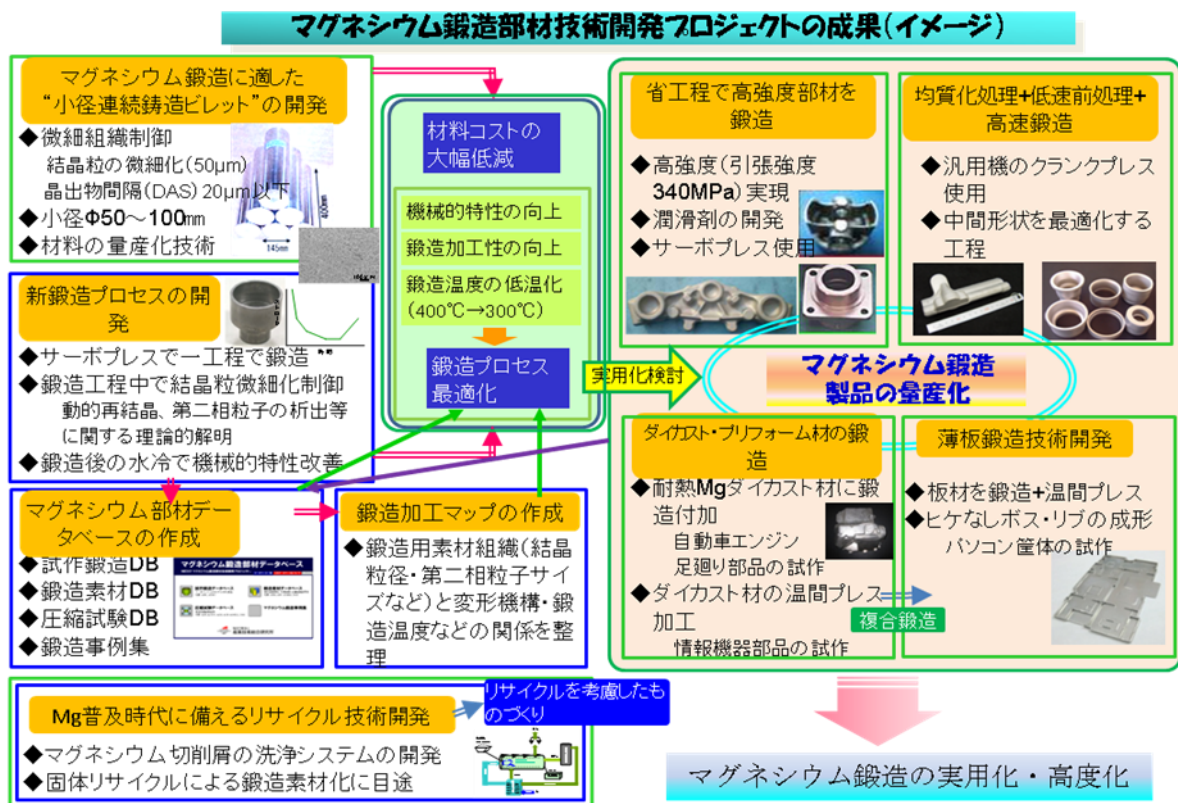 マグネシウム鍛造部材技術開発プロジェクトの成果(イメージ)
マグネシウム鍛造に適した
“小径連続鋳造ビレット”の開発
◆微細組織制御
結晶粒の微細化(50μm)
晶出物間隔(DAS) 20μm以下
◆小径Φ50～100mm
◆材料の量産化技術
400mm
145mm
新鍛造プロセスの開
発
◆サーボプレスで一工程で鍛造
◆鍛造工程中で結晶粒微細化制御
動的再結晶、第二相粒子の析出等
に関する理論的解明
◆鍛造後の水冷で機械的特性改善
材料コストの
大幅低減
機械的特性の向上
鍛造加工性の向上
鍛造温度の低温化
(400℃→300℃)
鍛造プロセス
最適化
実用化検討
省工程で高強度部材を
鍛造
◆高強度(引張強度
340MPa)実現
◆潤滑剤の開発
◆サーボプレス使用
均質化処理+低速前処理+
高速鍛造
◆汎用機のクランクプレス
使用
◆中間形状を最適化する
工程
マグネシウム鍛造
製品の量産化
ダイカスト・プリフォーム材の鍛
造
◆耐熱Mgダイカスト材に鍛
造付加
自動車エンジン
足廻り部品の試作
◆ダイカスト材の温間プレス
加工
情報機器部品の試作
複合鍛造
薄板鍛造技術開発
◆板材を鍛造+温間プレス
◆ヒケなしボス・リブの成形
パソコン筐体の試作
マグネシウム部材デー
タベースの作成
◆試作鍛造DB
◆鍛造素材DB
◆圧縮試験DB
◆鍛造事例集
マグネシウム鍛造部材データベース
鍛造加工マップの作成
◆鍛造用素材組織(結晶
粒径・第二相粒子サイ
ズなど)と変形機構・鍛
造温度などの関係を整
理
Mg普及時代に備えるリサイクル技術開発
リサイクルを考慮したも
のづくり
◆マグネシウム切削屑の洗浄システムの開発
◆固体リサイクルによる鍛造素材化に目途
マグネシウム鍛造の実用化・高度化